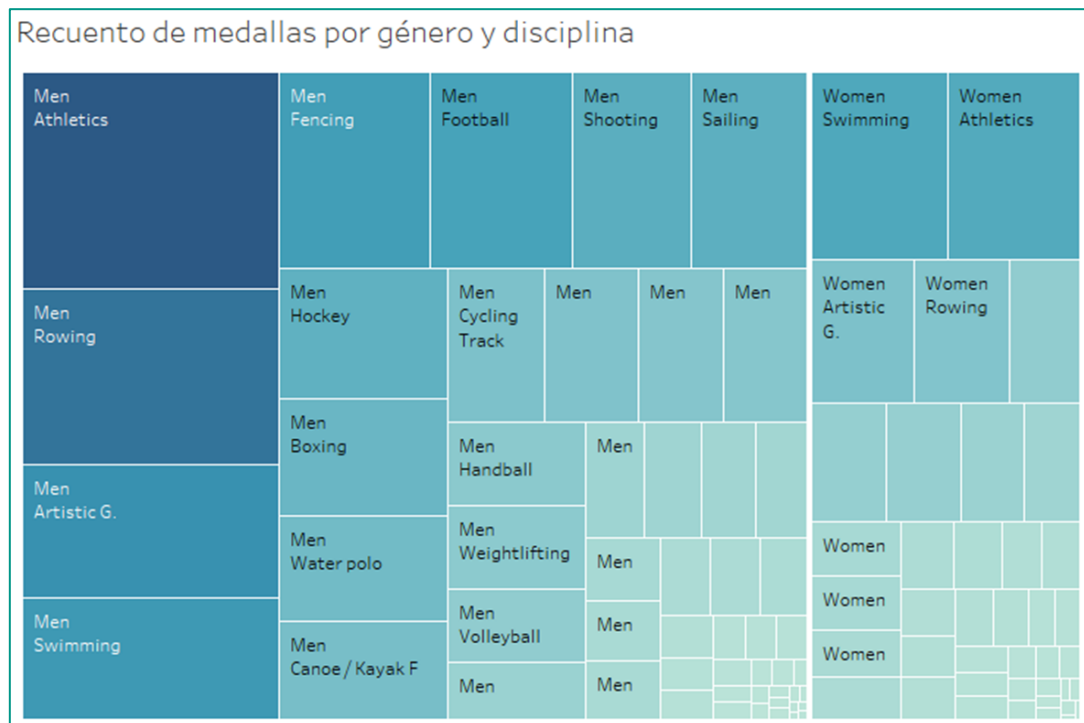 Recuento de medallas por género y disciplina
Men
Athletics
Men
Rowing
Men
Artistic G.
Men
Swimming
Men
Fencing
Men
Football
Men
Shooting
Men
Sailing
Men
Hockey
Men
Boxing
Men
Water polo
Men
Canoe / Kayak F
Men
Cycling
Track
Men
Men
Men
Men
Handball
Men
Weightlifting
Men
Volleyball
Men
Men
Men
Men
Men
Women
Swimming
Women
Athletics
Women
Artistic
G.
Women
Rowing
Women
Women
Women